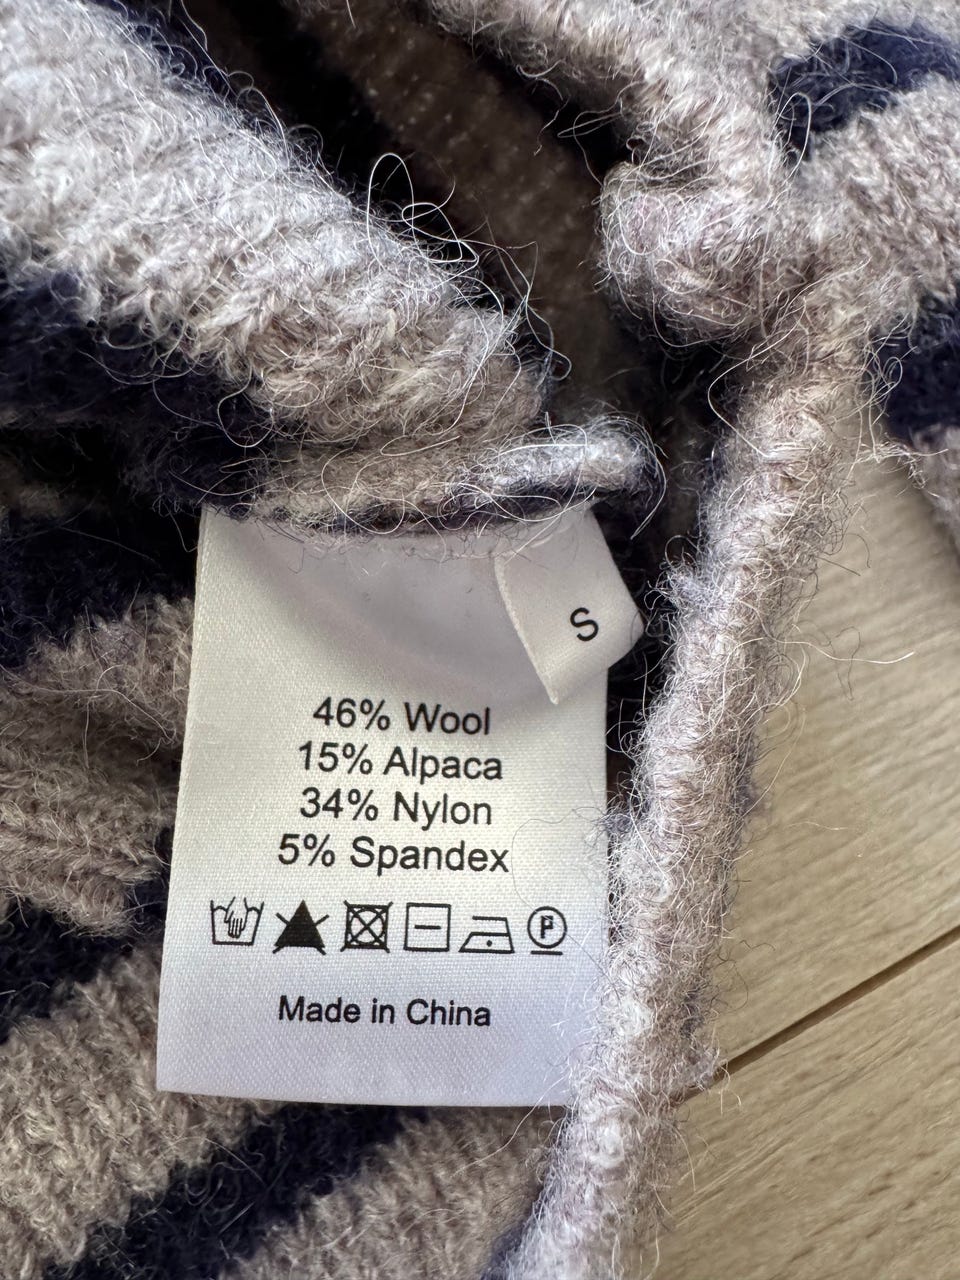 S
46% Wool
15% Alpaca
34% Nylon
5% Spandex
P
Made in China